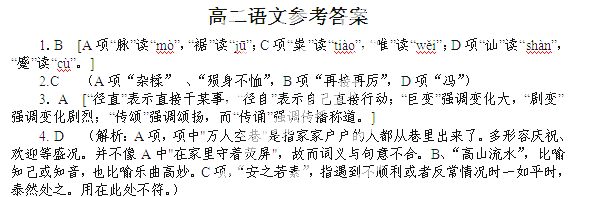 高二语文参考答案
1. B [A 项“脉”读“mò”，“裾”读“jū”；C项“粜”读“tiào”，“惟”读“wěi”；D 项“讪”读“shàn”，
“蹙”读“cù”。]
2.C （A 项“杂糅” 、“殒身不恤”，B 项“再接再厉”，D 项“冯”）
3. A [“径直”表示直接干某事，“径自”表示自己直接行动；“巨变”强调变化大，“剧变”
强调变化剧烈；“传颂”强调颂扬，而“传诵”强调传播称道。]
4. D （解析：A 项，项中"万人空巷"是指家家户户的人都从巷里出来了。多形容庆祝、
欢迎等盛况。并不像 A 中"在家里守着荧屏"，故而词义与句意不合。B、“高山流水”，比喻
知己或知音，也比喻乐曲高妙。C 项，“安之若素”，指遇到不顺利或者反常情况时一如平时，
泰然处之。用在此处不符。）